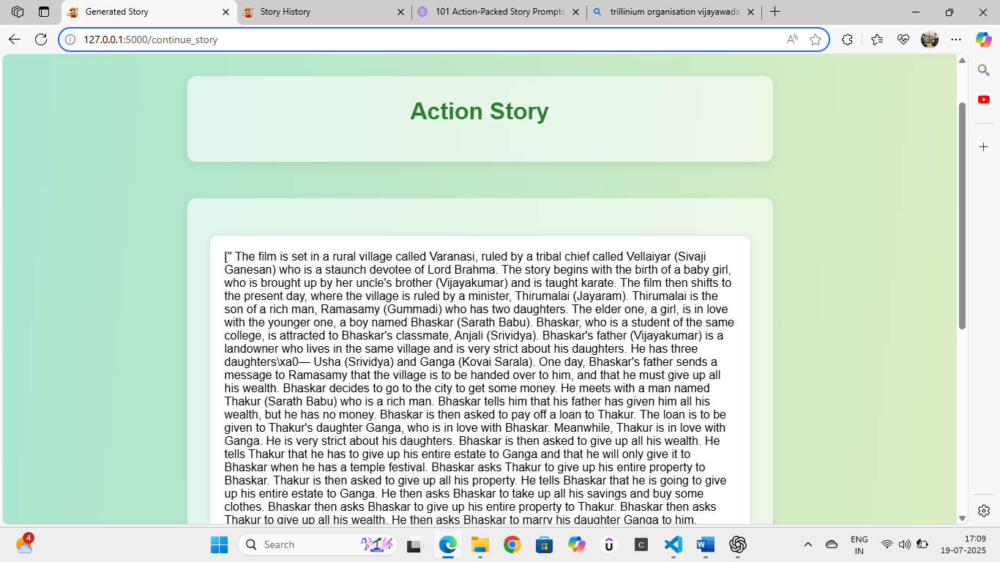 Generated Story
Story History
101 Action-Packed Story Prompts
trillinium organisation vijayawada
127.0.0.1:5000/continue_story
Action Story
[" The film is set in a rural village called Varanasi, ruled by a tribal chief called Vellaiyar (Sivaji
Ganesan) who is a staunch devotee of Lord Brahma. The story begins with the birth of a baby girl,
who is brought up by her uncle's brother (Vijayakumar) and is taught karate. The film then shifts to
the present day, where the village is ruled by a minister, Thirumalai (Jayaram). Thirumalai is the
son of a rich man, Ramasamy (Gummadi) who has two daughters. The elder one, a girl, is in love
with the younger one, a boy named Bhaskar (Sarath Babu). Bhaskar, who is a student of the same
college, is attracted to Bhaskar's classmate, Anjali (Srividya). Bhaskar's father (Vijayakumar) is a
landowner who lives in the same village and is very strict about his daughters. He has three
daughters\xa0— Usha (Srividya) and Ganga (Kovai Sarala). One day, Bhaskar's father sends a
message to Ramasamy that the village is to be handed over to him, and that he must give up all
his wealth. Bhaskar decides to go to the city to get some money. He meets with a man named
Thakur (Sarath Babu) who is a rich man. Bhaskar tells him that his father has given him all his
wealth, but he has no money. Bhaskar is then asked to pay off a loan to Thakur. The loan is to be
given to Thakur's daughter Ganga, who is in love with Bhaskar. Meanwhile, Thakur is in love with
Ganga. He is very strict about his daughters. Bhaskar is then asked to give up all his wealth. He
tells Thakur that he has to give up his entire estate to Ganga and that he will only give it to
Bhaskar when he has a temple festival. Bhaskar asks Thakur to give up his entire property to
Bhaskar. Thakur is then asked to give up all his property. He tells Bhaskar that he is going to give
up his entire estate to Ganga. He then asks Bhaskar to take up all his savings and buy some
clothes. Bhaskar then asks Bhaskar to give up his entire property to Thakur. Bhaskar then asks
Thakur to give up all his wealth. He then asks Bhaskar to marry his daughter Ganga to him.
4
Search
ENG
IN
17:09
19-07-2025